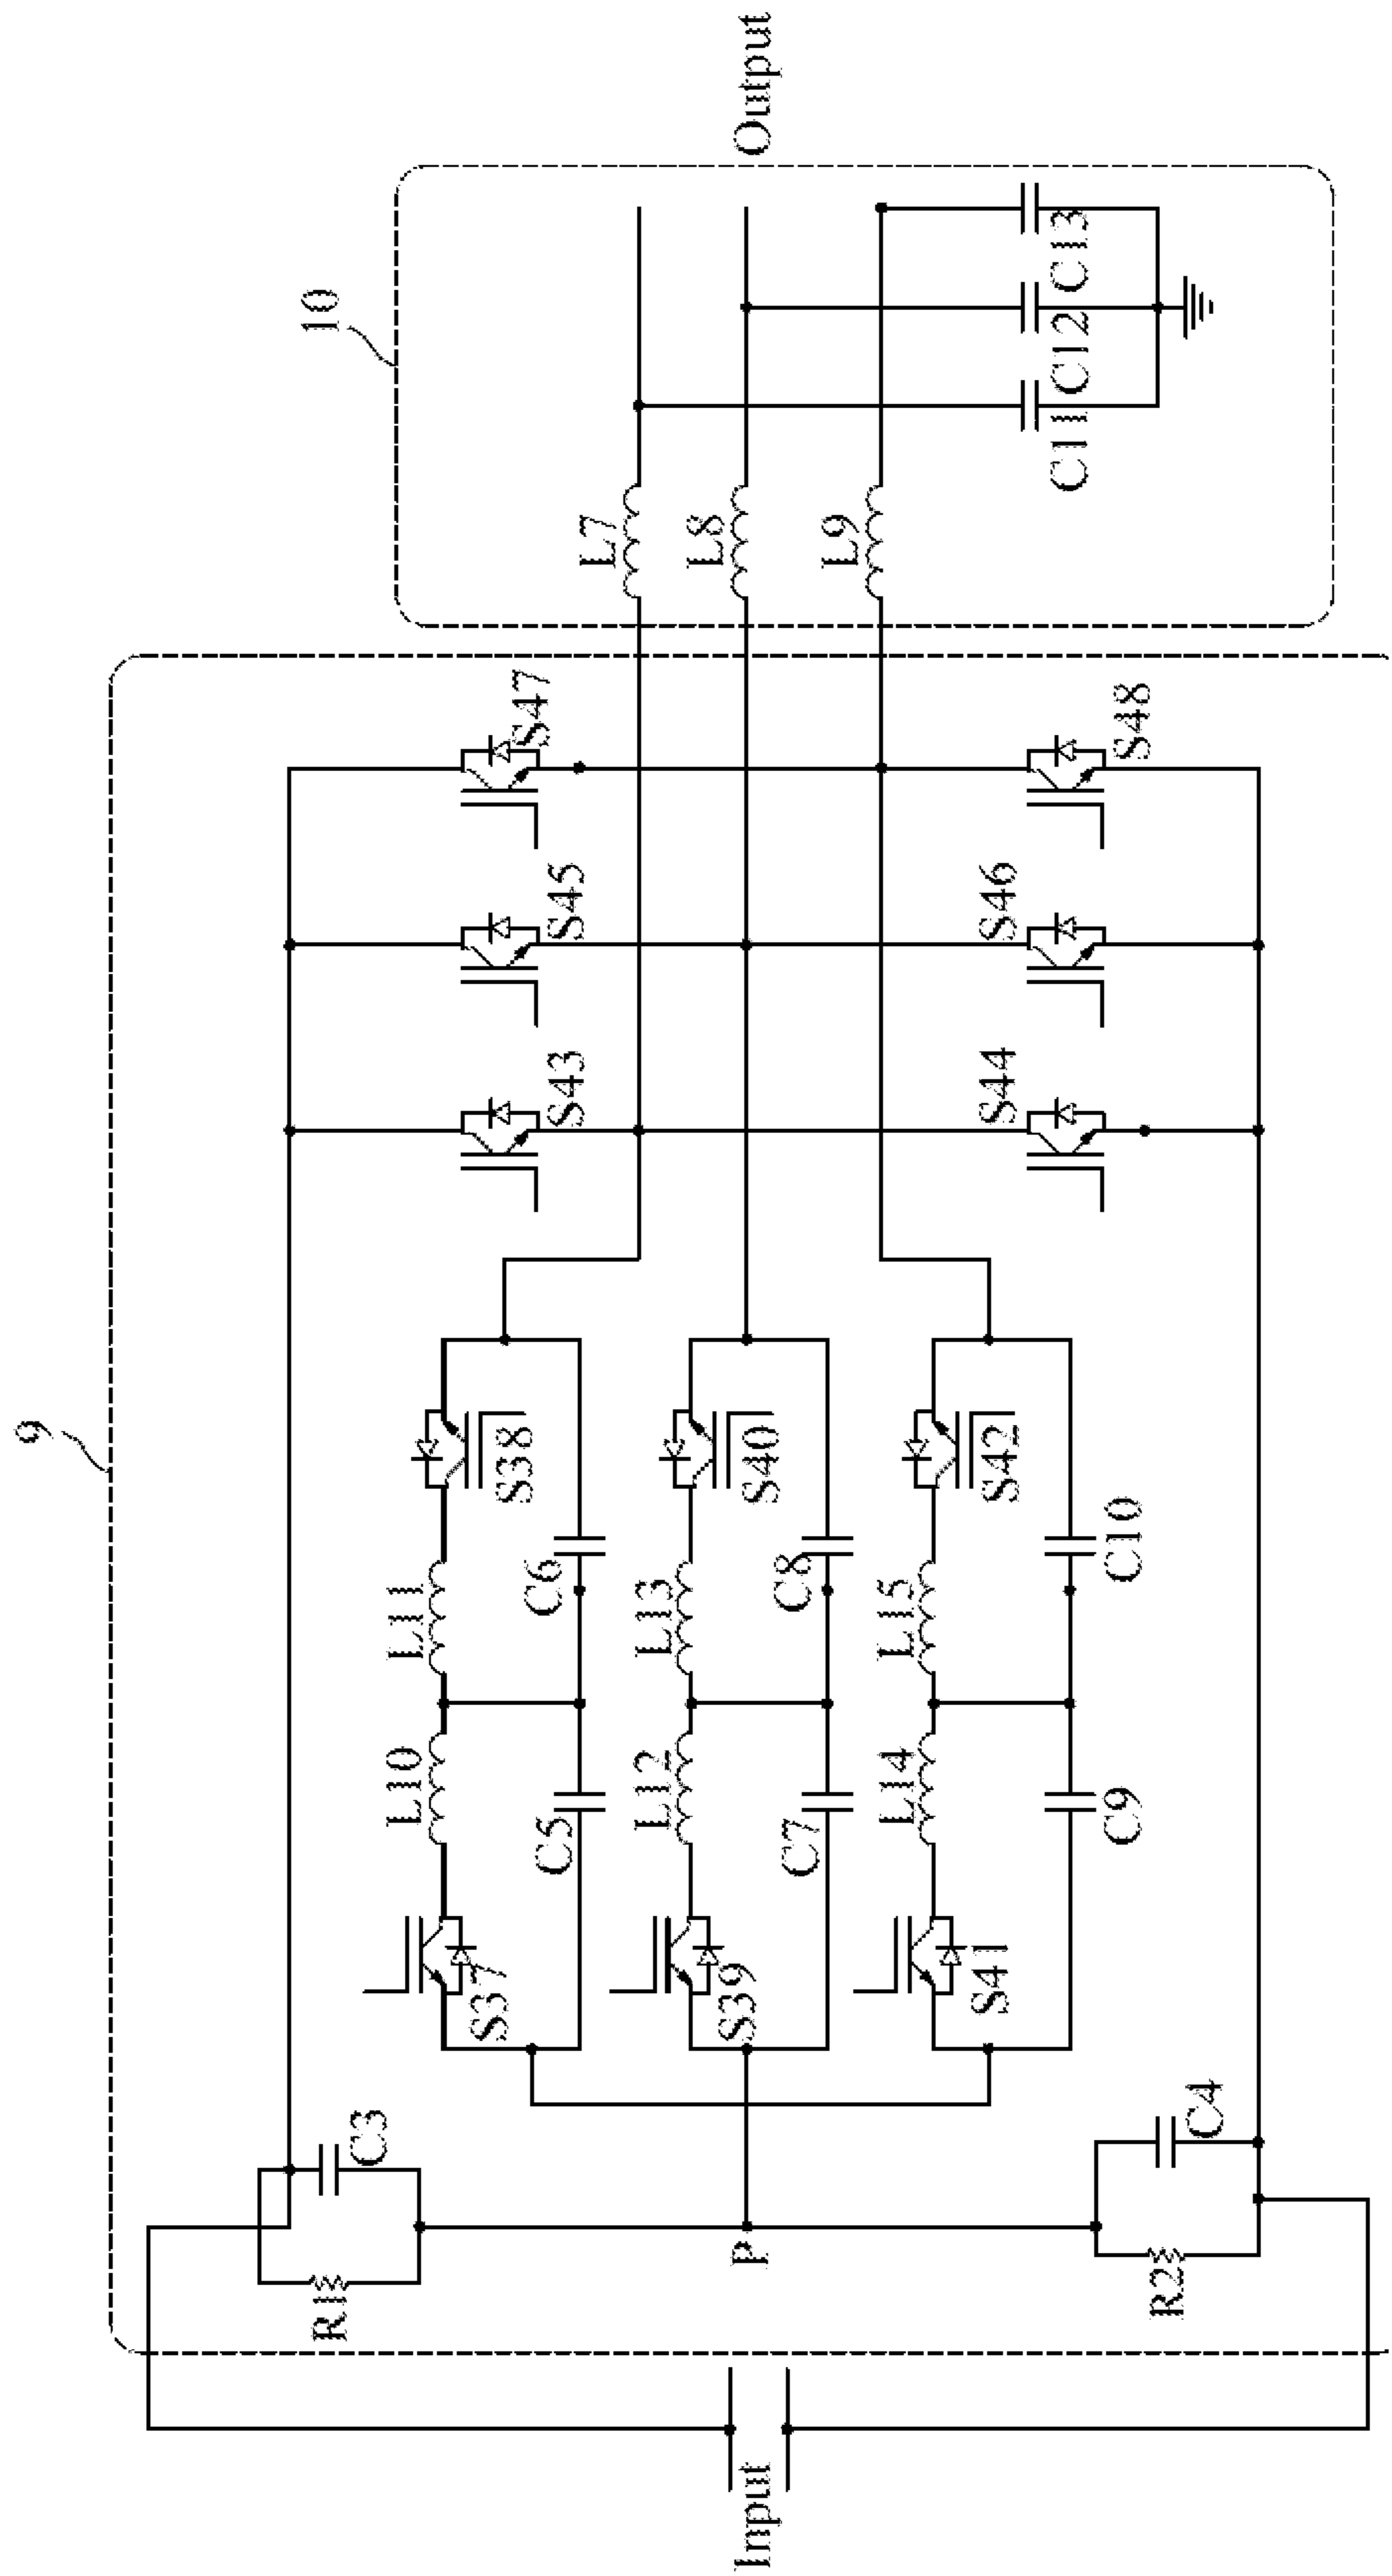 9
10
Input
Output
R1
C3
P
R2
C4
S37
L10
L11
S38
C5
C6
S39
L12
L13
S40
C7
C8
S41
L14
L15
S42
C9
C10
S43
S45
S47
S44
S46
S48
L7
L8
L9
C11
C12
C13